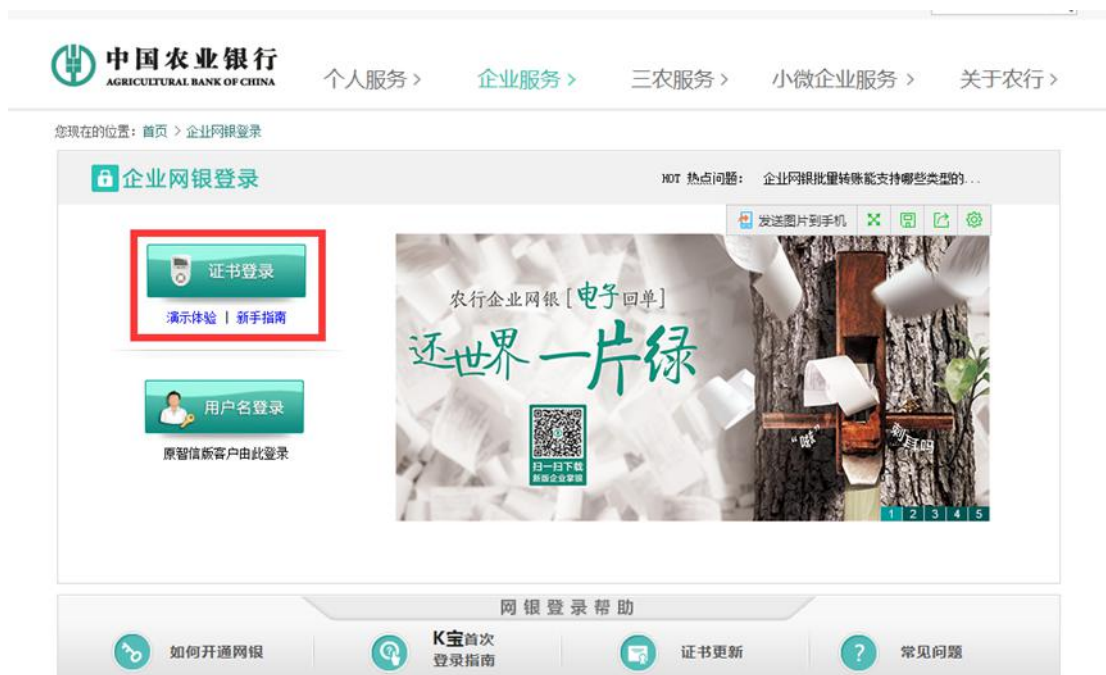 中国农业银行
AGRICULTURAL BANK OF CHINA
个人服务 >
企业服务 >
三农服务 >
小微企业服务 >
关于农行 >
您现在的位置：首页 > 企业网银登录
企业网银登录
HOT 热点问题： 企业网银批量转账能支持哪些类型的...
发送图片到手机
证书登录
演示体验 | 新手指南
用户名登录
原智信版客户由此登录
农行企业网银［电子回单］
还世界一片绿
扫一扫下载
新版企业掌银
刺耳吗
1 2 3 4 5
网银登录帮助
如何开通网银
K宝首次
登录指南
证书更新
常见问题